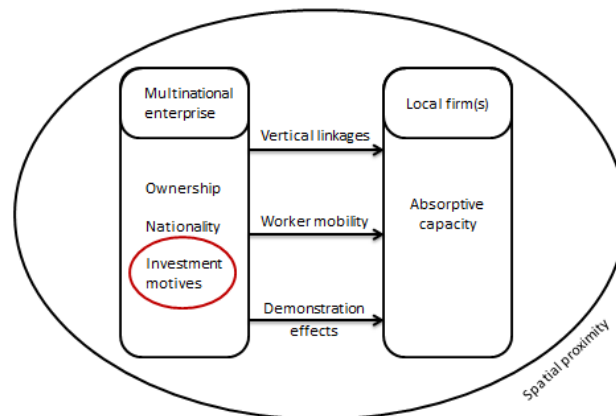 Multinational
enterprise
Local firm(s)
Vertical linkages
Ownership
Absorptive
capacity
Nationality
Worker mobility
Investment
motives
Demonstration
effects
Spatial proximity